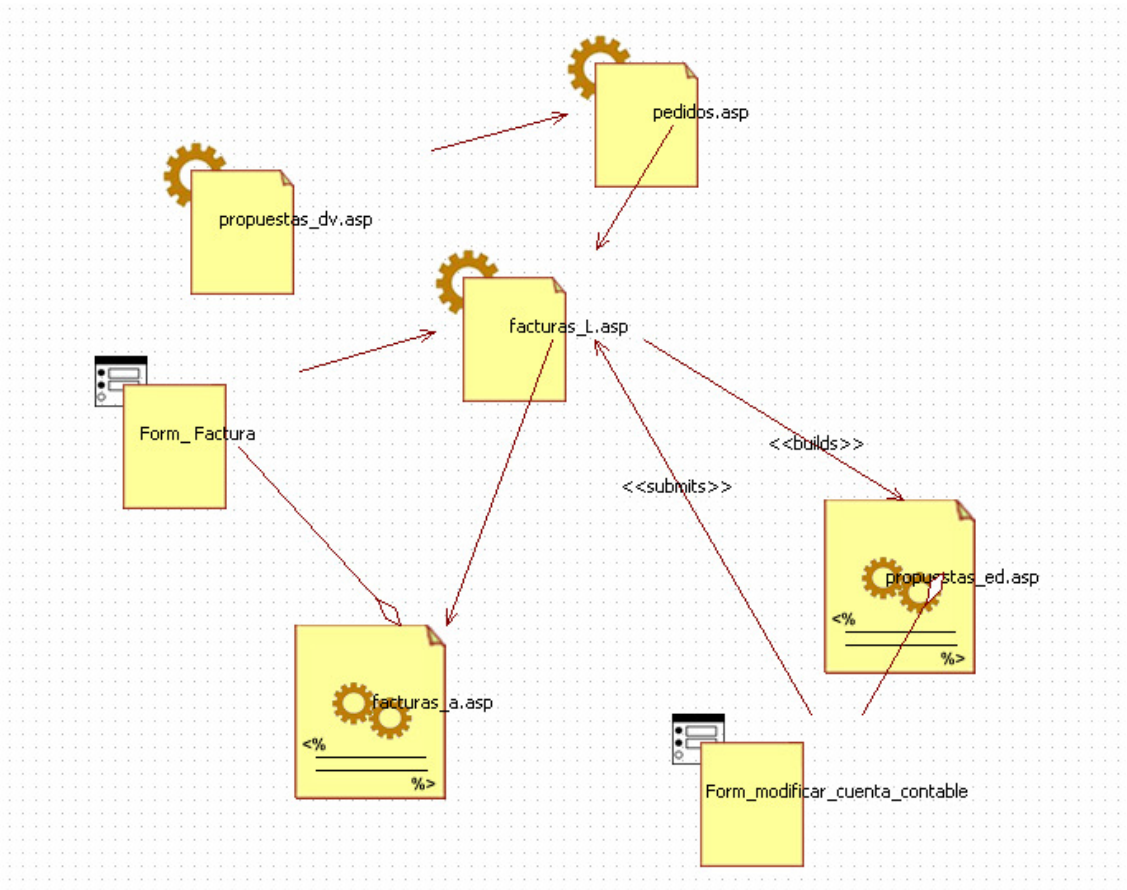 pedidos.asp
propuestas_dv.asp
facturas_L.asp
Form_ Factura
<<builds>>
<<submits>>
propuestas_ed.asp
<%
%>
facturas_a.asp
<%
%>
Form_modificar_cuenta_contable